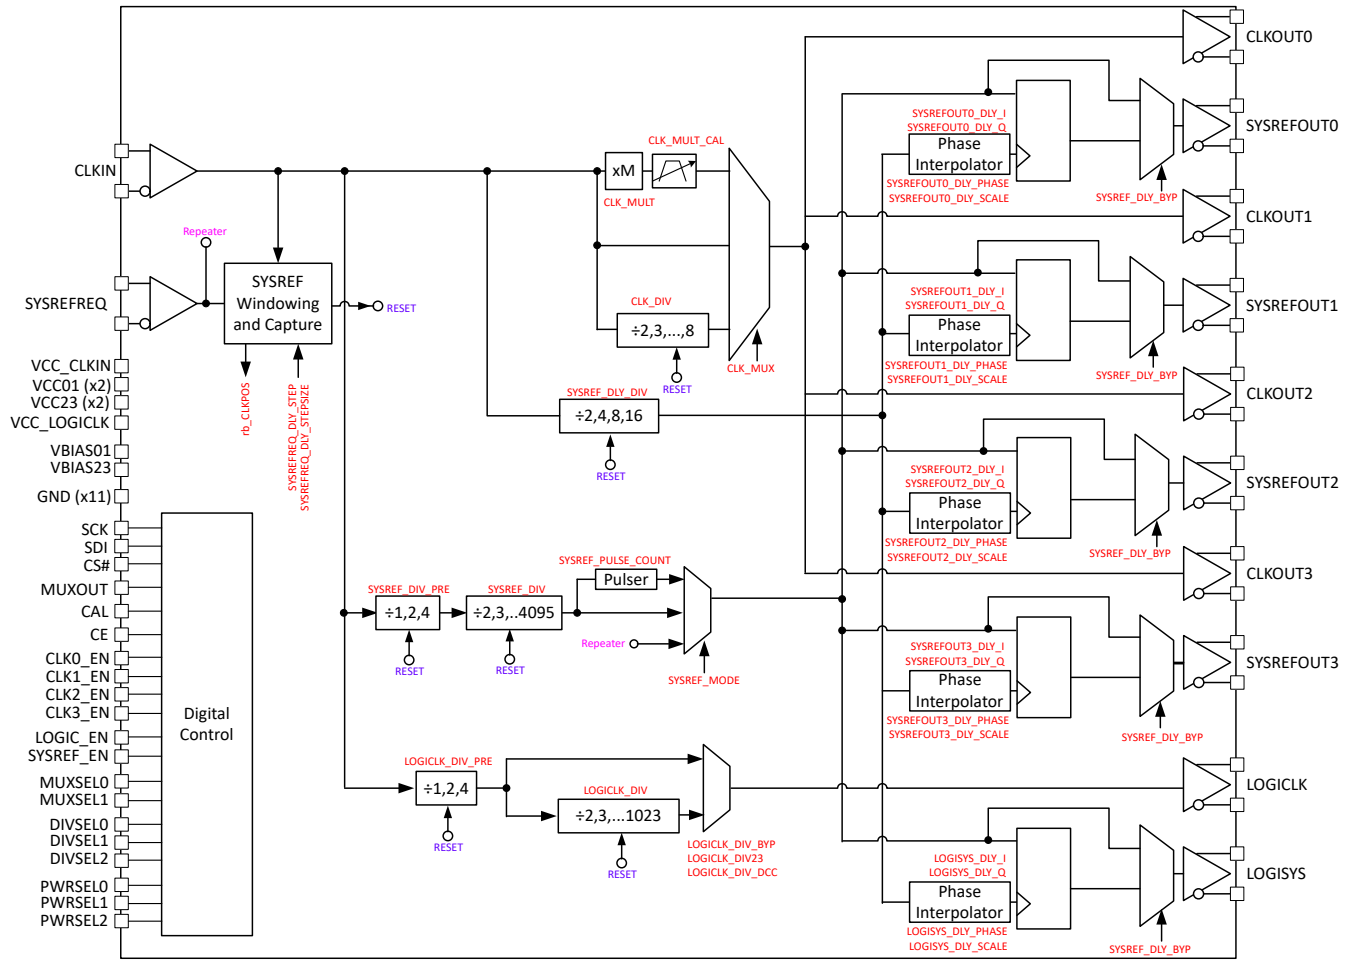 CLKIN
SYSREFREQ
VCC_CLKIN
VCC01 (x2)
VCC23 (x2)
VCC_LOGICLK
VBIAS01
VBIAS23
GND (x11)
SCK
SDI
CS#
MUXOUT
CAL
CE
CLK0_EN
CLK1_EN
CLK2_EN
CLK3_EN
LOGIC_EN
SYSREF_EN
MUXSEL0
MUXSEL1
DIVSEL0
DIVSEL1
DIVSEL2
PWRSEL0
PWRSEL1
PWRSEL2
Digital
Control
Repeater
SYSREF
Windowing
and Capture
RESET
rb_CLKPOS
SYSREFREQ_DLY_STEP
SYSREFREQ_DLY_STEPSIZE
CLK_MULT_CAL
xM
CLK_MULT
CLK_DIV
÷2,3,...,8
RESET
CLK_MUX
SYSREF_DLY_DIV
÷2,4,8,16
RESET
SYSREF_PULSE_COUNT
Pulser
SYSREF_DIV_PRE
÷1,2,4
RESET
SYSREF_DIV
÷2,3,..4095
RESET
Repeater
SYSREF_MODE
LOGICLK_DIV_PRE
÷1,2,4
RESET
LOGICLK_DIV
÷2,3,...1023
RESET
LOGICLK_DIV_BYP
LOGICLK_DIV23
LOGICLK_DIV_DCC
CLKOUT0
SYSREFOUT0_DLY_I
SYSREFOUT0_DLY_Q
Phase
Interpolator
SYSREFOUT0_DLY_PHASE
SYSREFOUT0_DLY_SCALE
SYSREF_DLY_BYP
SYSREFOUT0
CLKOUT1
SYSREFOUT1_DLY_I
SYSREFOUT1_DLY_Q
Phase
Interpolator
SYSREFOUT1_DLY_PHASE
SYSREFOUT1_DLY_SCALE
SYSREF_DLY_BYP
SYSREFOUT1
CLKOUT2
SYSREFOUT2_DLY_I
SYSREFOUT2_DLY_Q
Phase
Interpolator
SYSREFOUT2_DLY_PHASE
SYSREFOUT2_DLY_SCALE
SYSREF_DLY_BYP
SYSREFOUT2
CLKOUT3
SYSREFOUT3_DLY_I
SYSREFOUT3_DLY_Q
Phase
Interpolator
SYSREFOUT3_DLY_PHASE
SYSREFOUT3_DLY_SCALE
SYSREF_DLY_BYP
SYSREFOUT3
LOGICLK
LOGISYS_DLY_I
LOGISYS_DLY_Q
Phase
Interpolator
LOGISYS_DLY_PHASE
LOGISYS_DLY_SCALE
SYSREF_DLY_BYP
LOGISYS